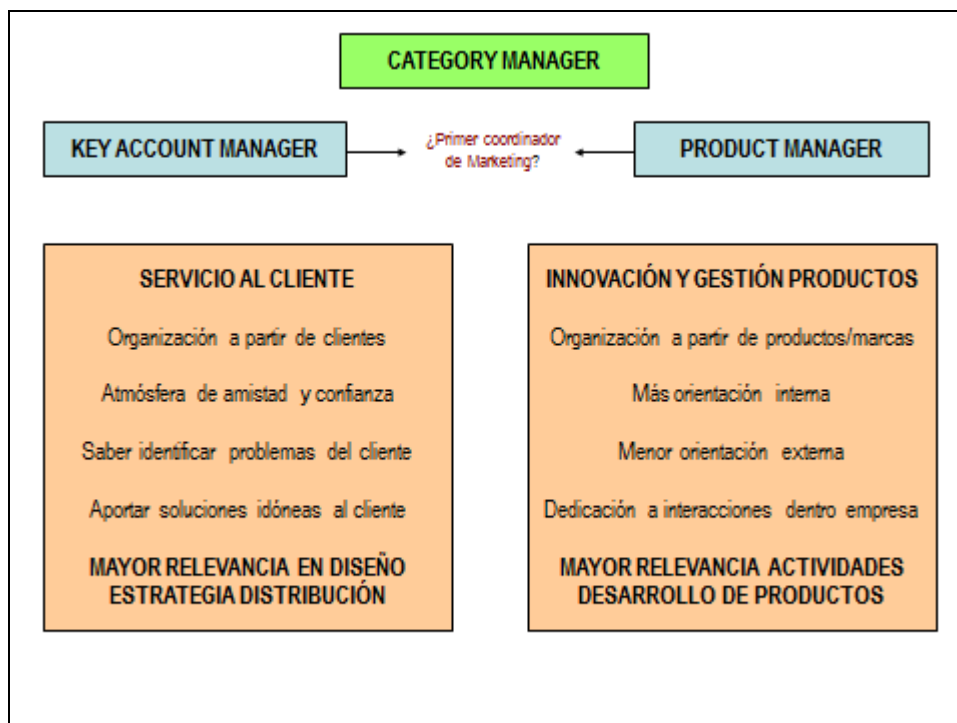 CATEGORY MANAGER
KEY ACCOUNT MANAGER
¿Primer coordinador
de Marketing?
PRODUCT MANAGER
SERVICIO AL CLIENTE
Organización a partir de clientes
Atmósfera de amistad y confianza
Saber identificar problemas del cliente
Aportar soluciones idóneas al cliente
MAYOR RELEVANCIA EN DISEÑO
ESTRATEGIA DISTRIBUCIÓN
INNOVACIÓN Y GESTIÓN PRODUCTOS
Organización a partir de productos/marcas
Más orientación interna
Menor orientación externa
Dedicación a interacciones dentro empresa
MAYOR RELEVANCIA ACTIVIDADES
DESARROLLO DE PRODUCTOS